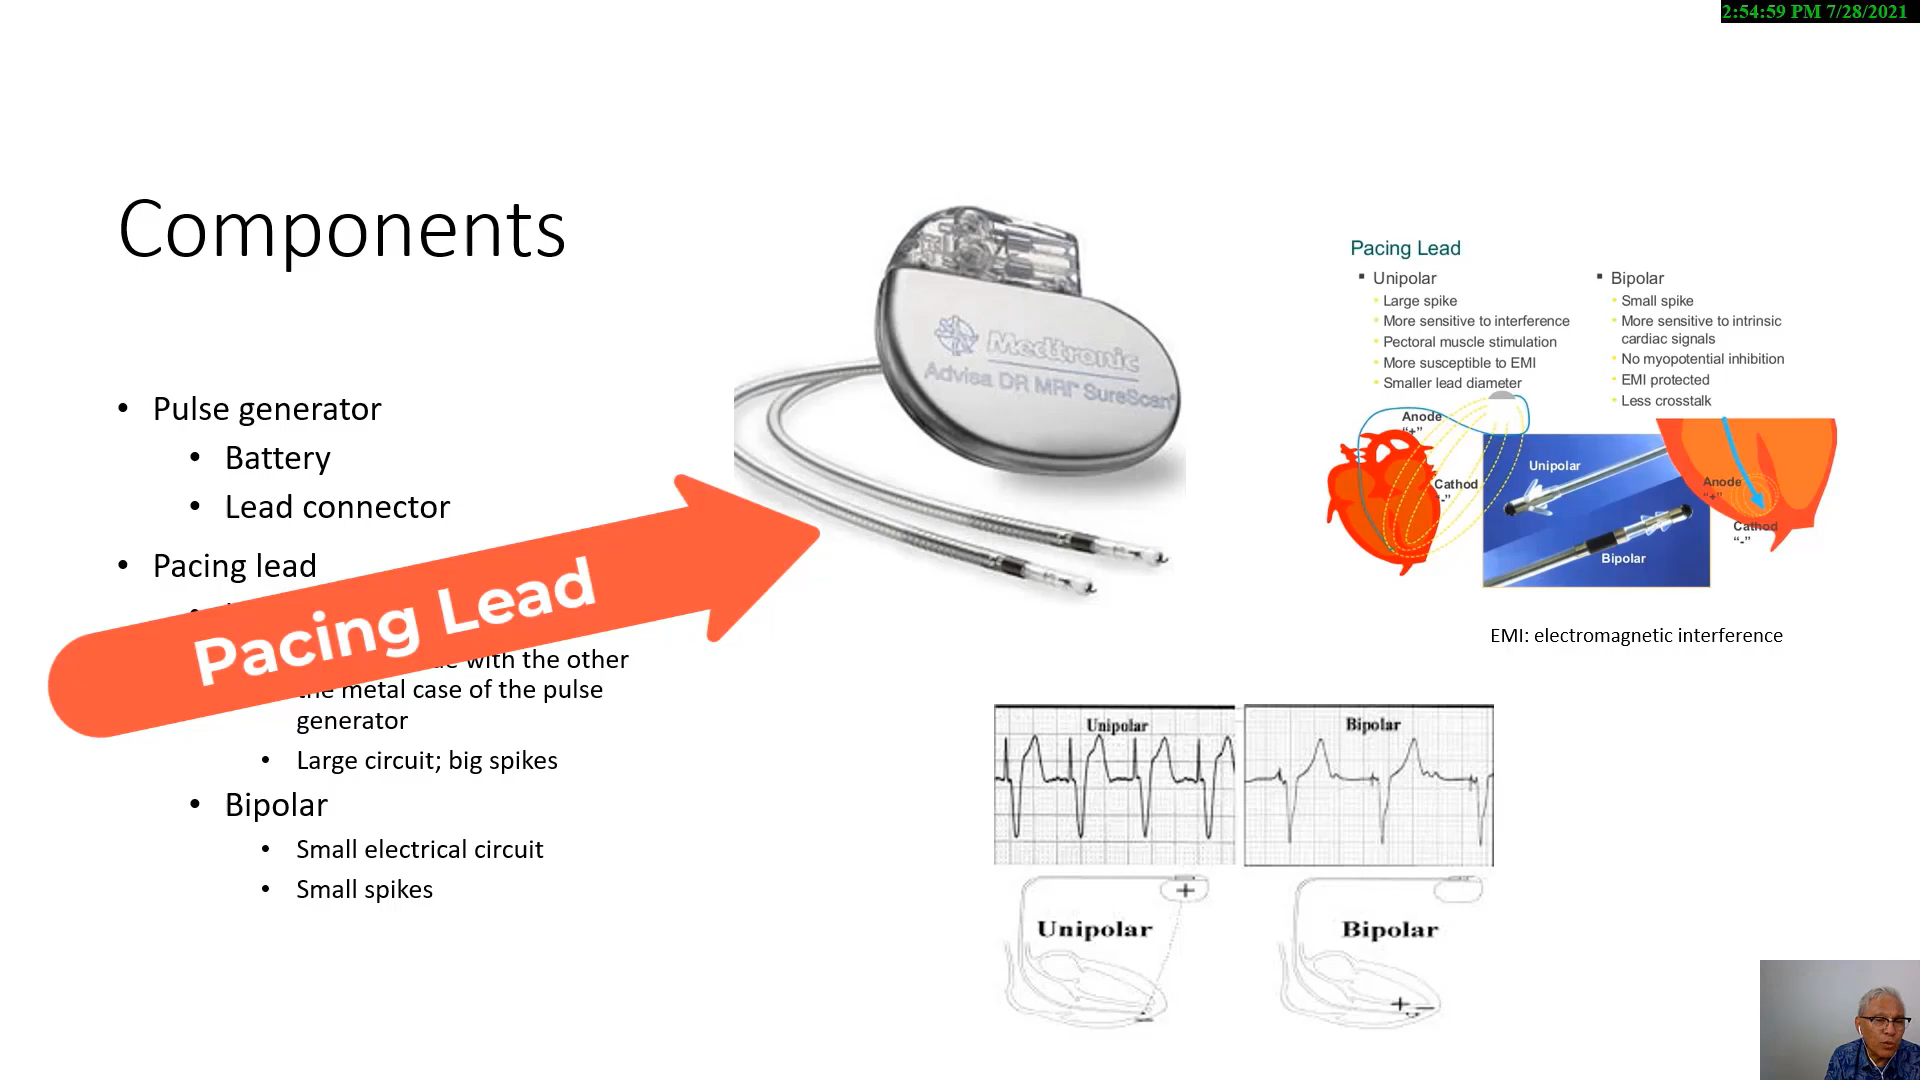 2:54:59 PM 7/28/2021
Components
• Pulse generator
• Battery
• Lead connector
• Pacing lead
Pacing Lead
with the other
the metal case of the pulse
generator
• Large circuit; big spikes
• Bipolar
• Small electrical circuit
• Small spikes
Medtronic
Advisa DR MRI™ SureScan®
Pacing Lead
▪ Unipolar
• Large spike
• More sensitive to interference
• Pectoral muscle stimulation
• More susceptible to EMI
• Smaller lead diameter
▪ Bipolar
• Small spike
• More sensitive to intrinsic
cardiac signals
• No myopotential inhibition
• EMI protected
• Less crosstalk
Anode
“+”
Cathod
“-”
Unipolar
Bipolar
Anode
“+”
Cathod
“-”
EMI: electromagnetic interference
Unipolar
Bipolar
+
Unipolar
−
Bipolar
+ −